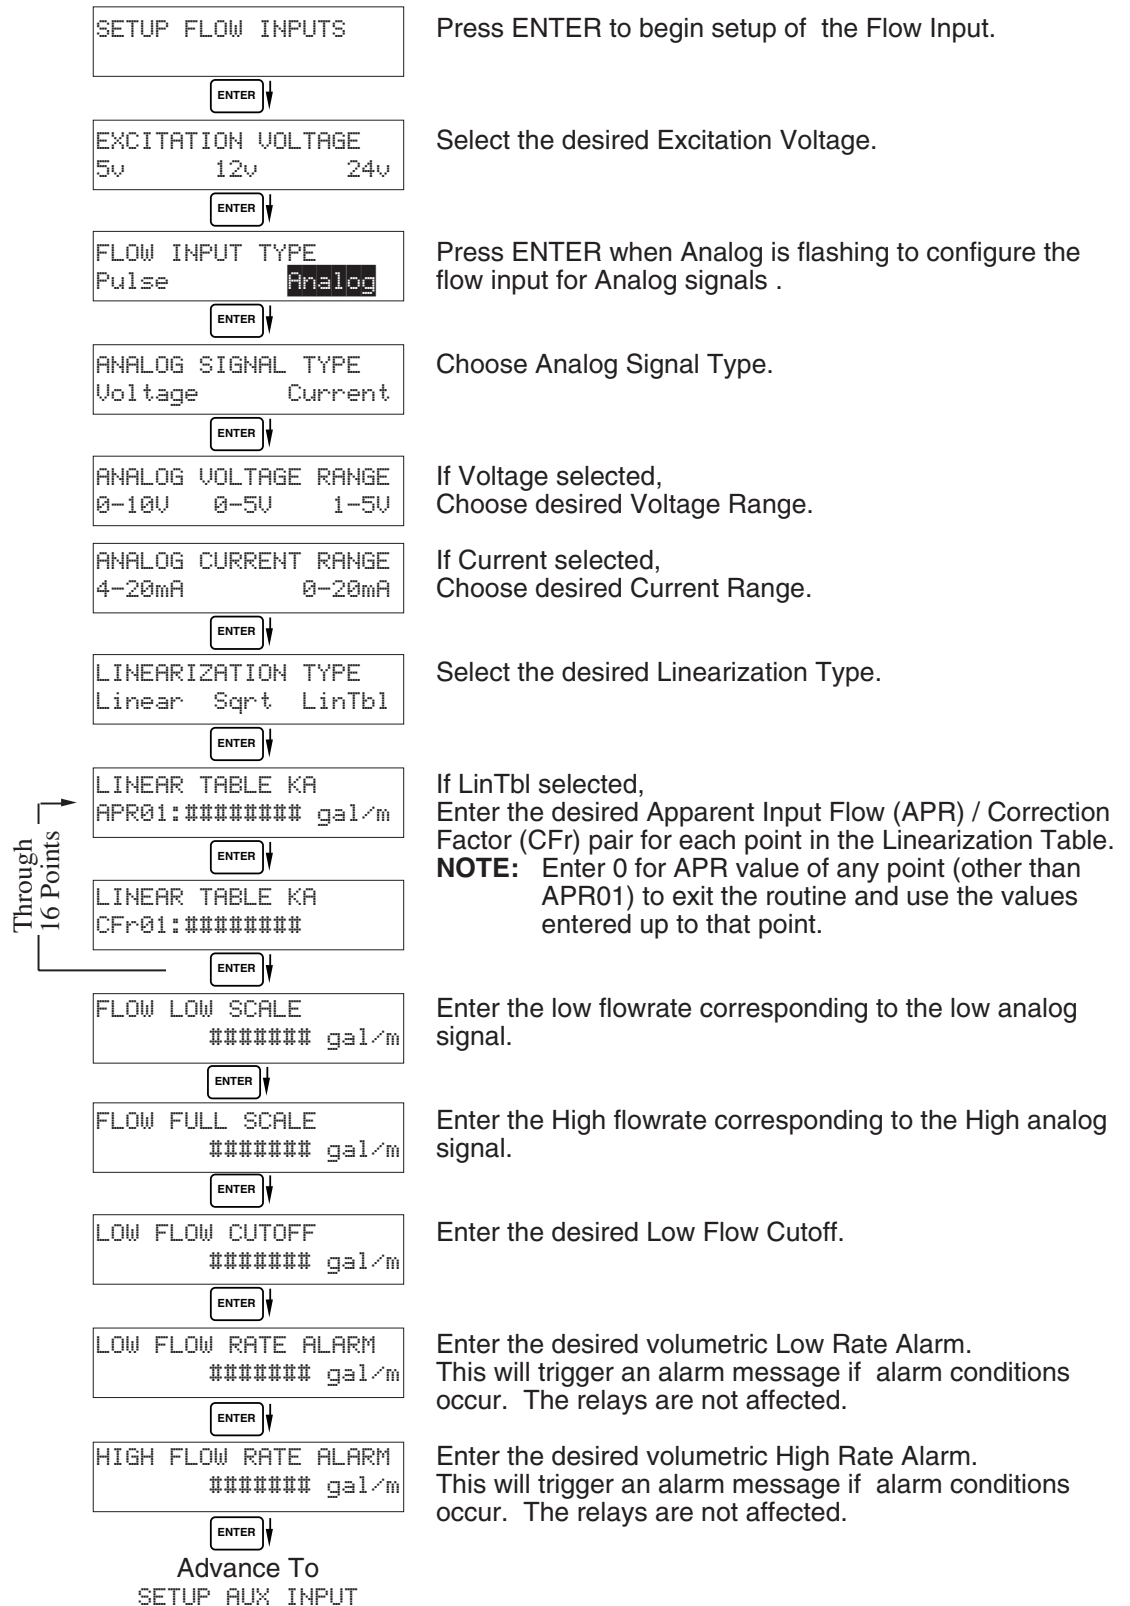 SETUP FLOW INPUTS
Press ENTER to begin setup of  the Flow Input.
ENTER
EXCITATION VOLTAGE
5v 12v 24v
Select the desired Excitation Voltage.
ENTER
FLOW INPUT TYPE
Pulse Analog
Press ENTER when Analog is flashing to configure the
flow input for Analog signals .
ENTER
ANALOG SIGNAL TYPE
Voltage Current
Choose Analog Signal Type.
ENTER
ANALOG VOLTAGE RANGE
0-10V 0-5V 1-5V
If Voltage selected,
Choose desired Voltage Range.
ANALOG CURRENT RANGE
4-20mA 0-20mA
If Current selected,
Choose desired Current Range.
ENTER
LINEARIZATION TYPE
Linear Sqrt LinTbl
Select the desired Linearization Type.
ENTER
Through
16 Points
LINEAR TABLE KA
APR01:######## gal/m
ENTER
LINEAR TABLE KA
CFr01:########
If LinTbl selected,
Enter the desired Apparent Input Flow (APR) / Correction
Factor (CFr) pair for each point in the Linearization Table.
NOTE: Enter 0 for APR value of any point (other than
APR01) to exit the routine and use the values
entered up to that point.
ENTER
FLOW LOW SCALE
####### gal/m
Enter the low flowrate corresponding to the low analog
signal.
ENTER
FLOW FULL SCALE
####### gal/m
Enter the High flowrate corresponding to the High analog
signal.
ENTER
LOW FLOW CUTOFF
####### gal/m
Enter the desired Low Flow Cutoff.
ENTER
LOW FLOW RATE ALARM
####### gal/m
Enter the desired volumetric Low Rate Alarm.
This will trigger an alarm message if  alarm conditions
occur.  The relays are not affected.
ENTER
HIGH FLOW RATE ALARM
####### gal/m
Enter the desired volumetric High Rate Alarm.
This will trigger an alarm message if  alarm conditions
occur.  The relays are not affected.
ENTER
Advance To
SETUP AUX INPUT